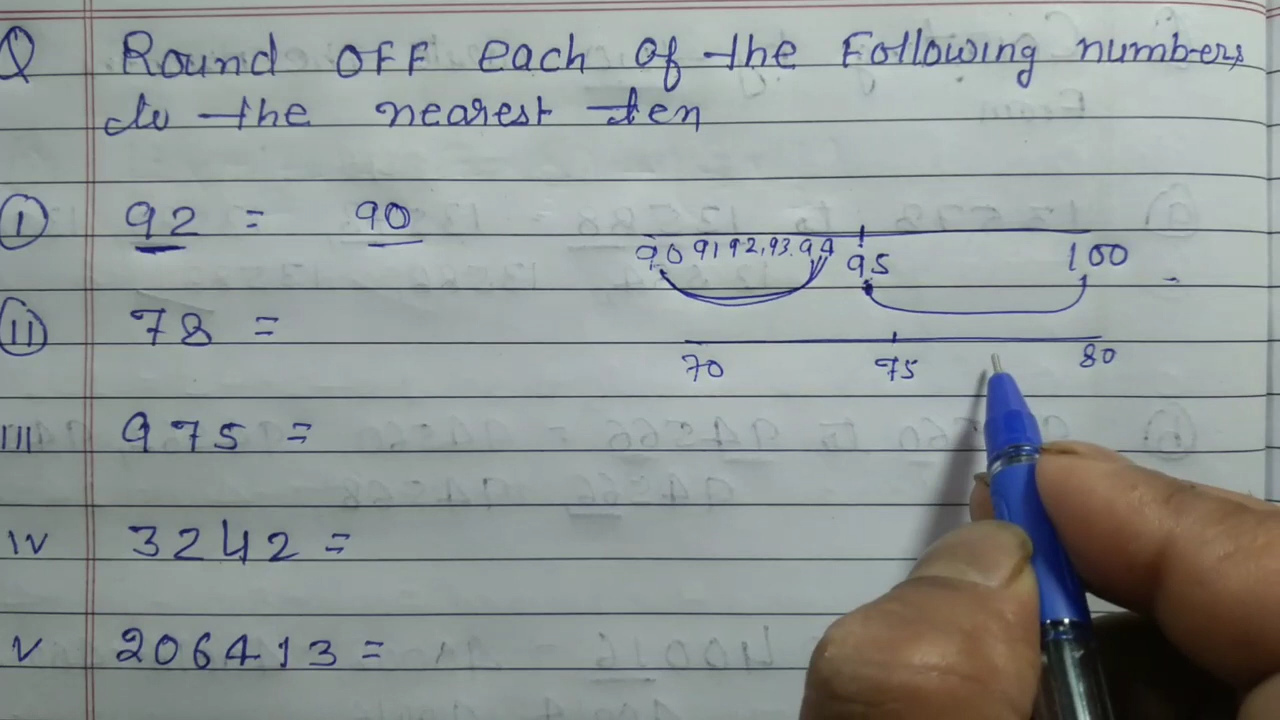 Q Round OFF each of the Following numbers
to the nearest ten
I 92 = 90
90 91 92, 93. 94 95 100
II 78 =
70 75 80
III 975 =
IV 3242 =
V 206413 =